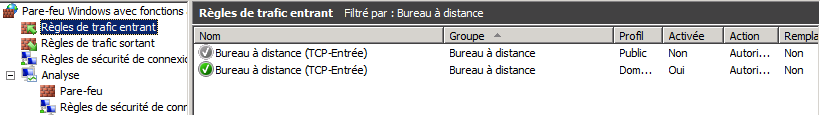 Pare-feu Windows avec fonctions
Règles de trafic entrant
Règles de trafic sortant
Règles de sécurité de connexio
Analyse
Pare-feu
Règles de sécurité de conn
Règles de trafic entrant Filtré par : Bureau à distance
Nom Groupe Profil Activée Action Rempla
Bureau à distance (TCP-Entrée) Bureau à distance Public Non Autori... Non
Bureau à distance (TCP-Entrée) Bureau à distance Dom... Oui Autori... Non